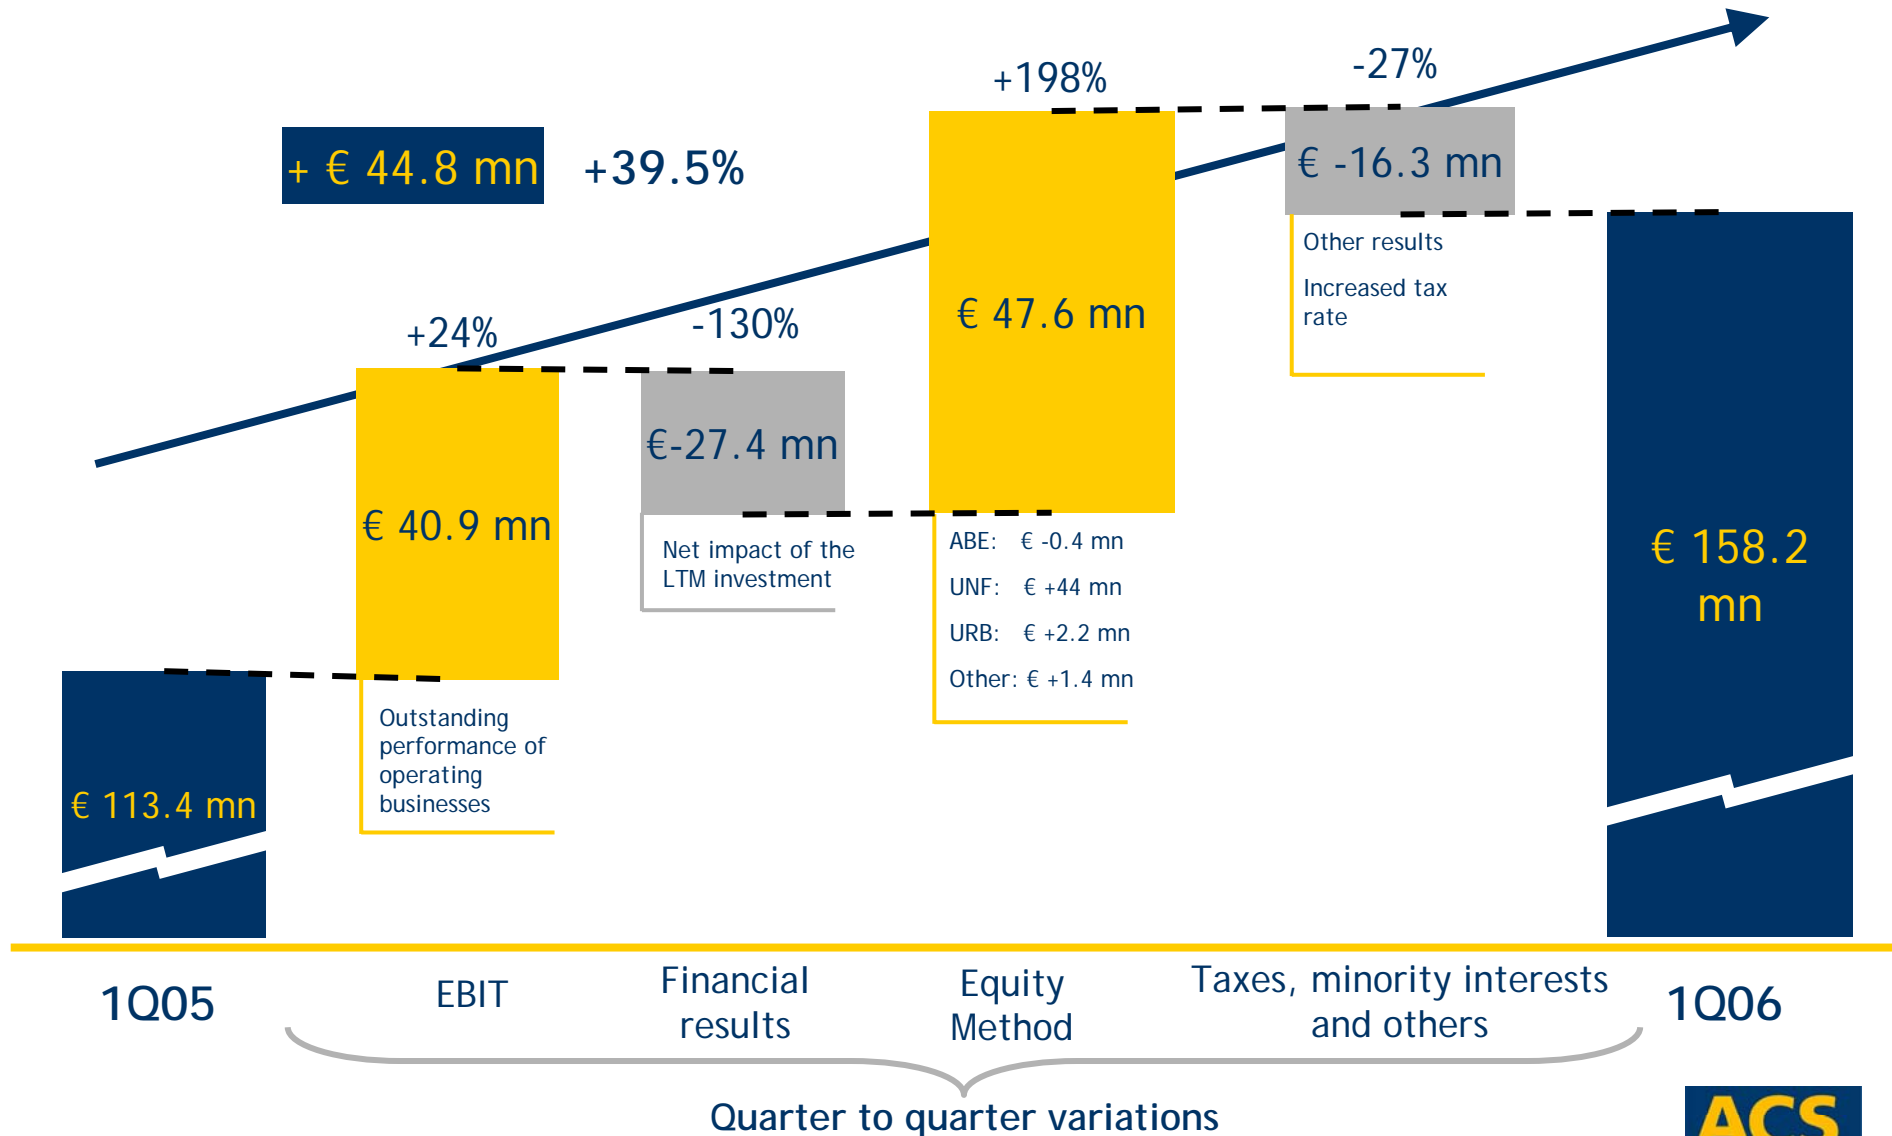 +198%
-27%
+ € 44.8 mn
+39.5%
€ -16.3 mn
Other results
Increased tax
rate
+24%
-130%
€ 47.6 mn
€-27.4 mn
€ 40.9 mn
Net impact of the
LTM investment
ABE: € -0.4 mn
UNF: € +44 mn
URB: € +2.2 mn
Other: € +1.4 mn
€ 158.2
mn
Outstanding
performance of
operating
businesses
€ 113.4 mn
1Q05
EBIT
Financial
results
Equity
Method
Taxes, minority interests
and others
1Q06
Quarter to quarter variations
ACS